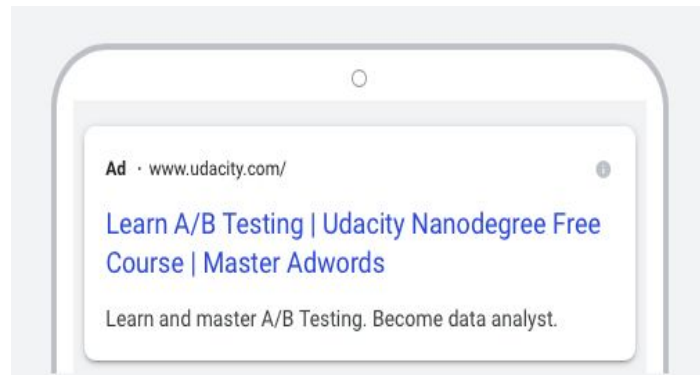 Ad · www.udacity.com/
Learn A/B Testing | Udacity Nanodegree Free
Course | Master Adwords
Learn and master A/B Testing. Become data analyst.